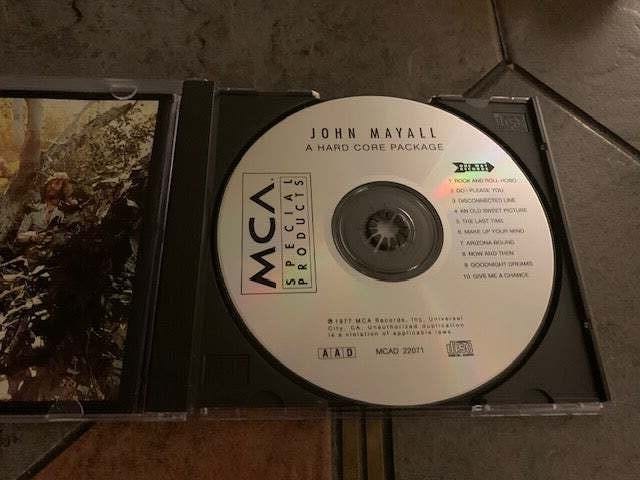 JOHN MAYALL
A HARD CORE PACKAGE
MCA
SPECIAL
PRODUCTS
1. ROCK AND ROLL HOBO
2. DO I PLEASE YOU
3. DISCONNECTED LINE
4. AN OLD SWEET PICTURE
5. THE LAST TIME
6. MAKE UP YOUR MIND
7. ARIZONA BOUND
8. NOW AND THEN
9. GOODNIGHT DREAMS
10. GIVE ME A CHANCE
℗ 1977 MCA Records, Inc. Universal
City, CA. Unauthorized duplication
is a violation of applicable laws.
AAD
MCAD 22071